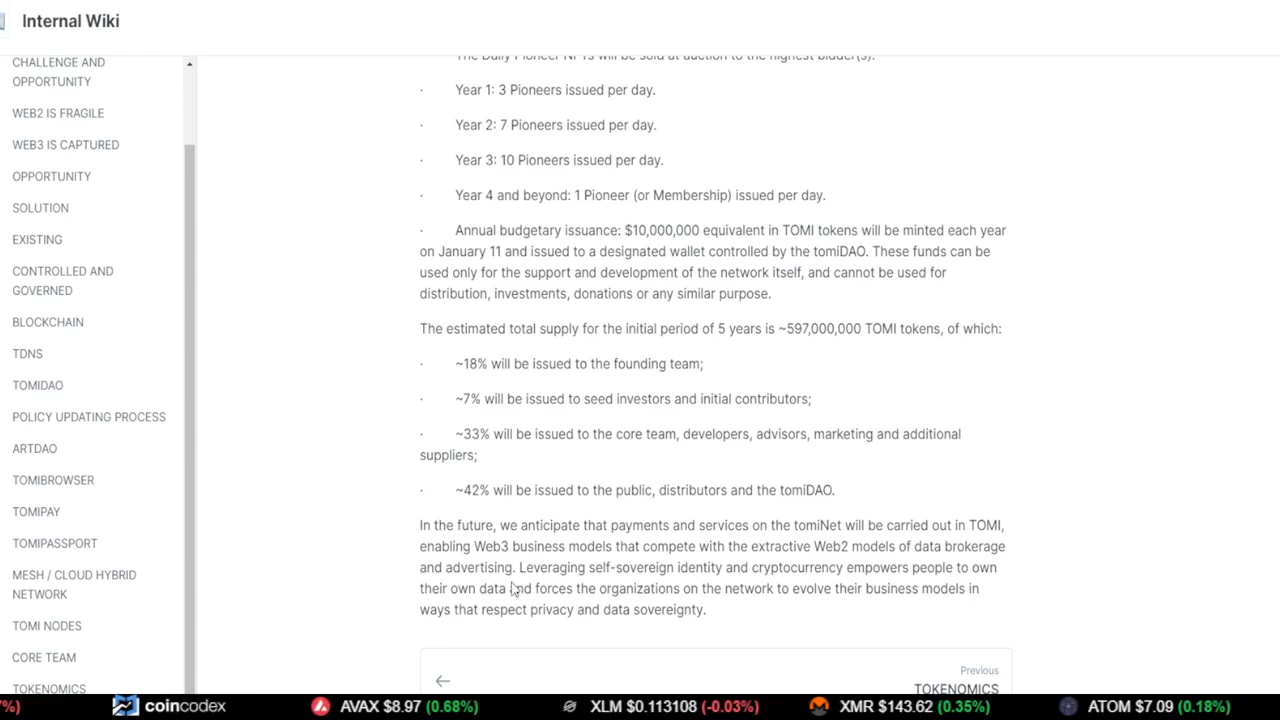 Internal Wiki
CHALLENGE AND
OPPORTUNITY
WEB2 IS FRAGILE
WEB3 IS CAPTURED
OPPORTUNITY
SOLUTION
EXISTING
CONTROLLED AND
GOVERNED
BLOCKCHAIN
TDNS
TOMIDAO
POLICY UPDATING PROCESS
ARTDAO
TOMIBROWSER
TOMIPAY
TOMIPASSPORT
MESH / CLOUD HYBRID
NETWORK
TOMI NODES
CORE TEAM
TOKENOMICS
The Daily Pioneer NFTs will be sold at auction to the highest bidder(s).
· Year 1: 3 Pioneers issued per day.
· Year 2: 7 Pioneers issued per day.
· Year 3: 10 Pioneers issued per day.
· Year 4 and beyond: 1 Pioneer (or Membership) issued per day.
· Annual budgetary issuance: $10,000,000 equivalent in TOMI tokens will be minted each year
on January 11 and issued to a designated wallet controlled by the tomiDAO. These funds can be
used only for the support and development of the network itself, and cannot be used for
distribution, investments, donations or any similar purpose.
The estimated total supply for the initial period of 5 years is ~597,000,000 TOMI tokens, of which:
· ~18% will be issued to the founding team;
· ~7% will be issued to seed investors and initial contributors;
· ~33% will be issued to the core team, developers, advisors, marketing and additional
suppliers;
· ~42% will be issued to the public, distributors and the tomiDAO.
In the future, we anticipate that payments and services on the tomiNet will be carried out in TOMI,
enabling Web3 business models that compete with the extractive Web2 models of data brokerage
and advertising. Leveraging self-sovereign identity and cryptocurrency empowers people to own
their own data and forces the organizations on the network to evolve their business models in
ways that respect privacy and data sovereignty.
Previous
TOKENOMICS
%) coincodex AVAX $8.97 (0.68%) XLM $0.113108 (-0.03%) XMR $143.62 (0.35%) ATOM $7.09 (0.18%)